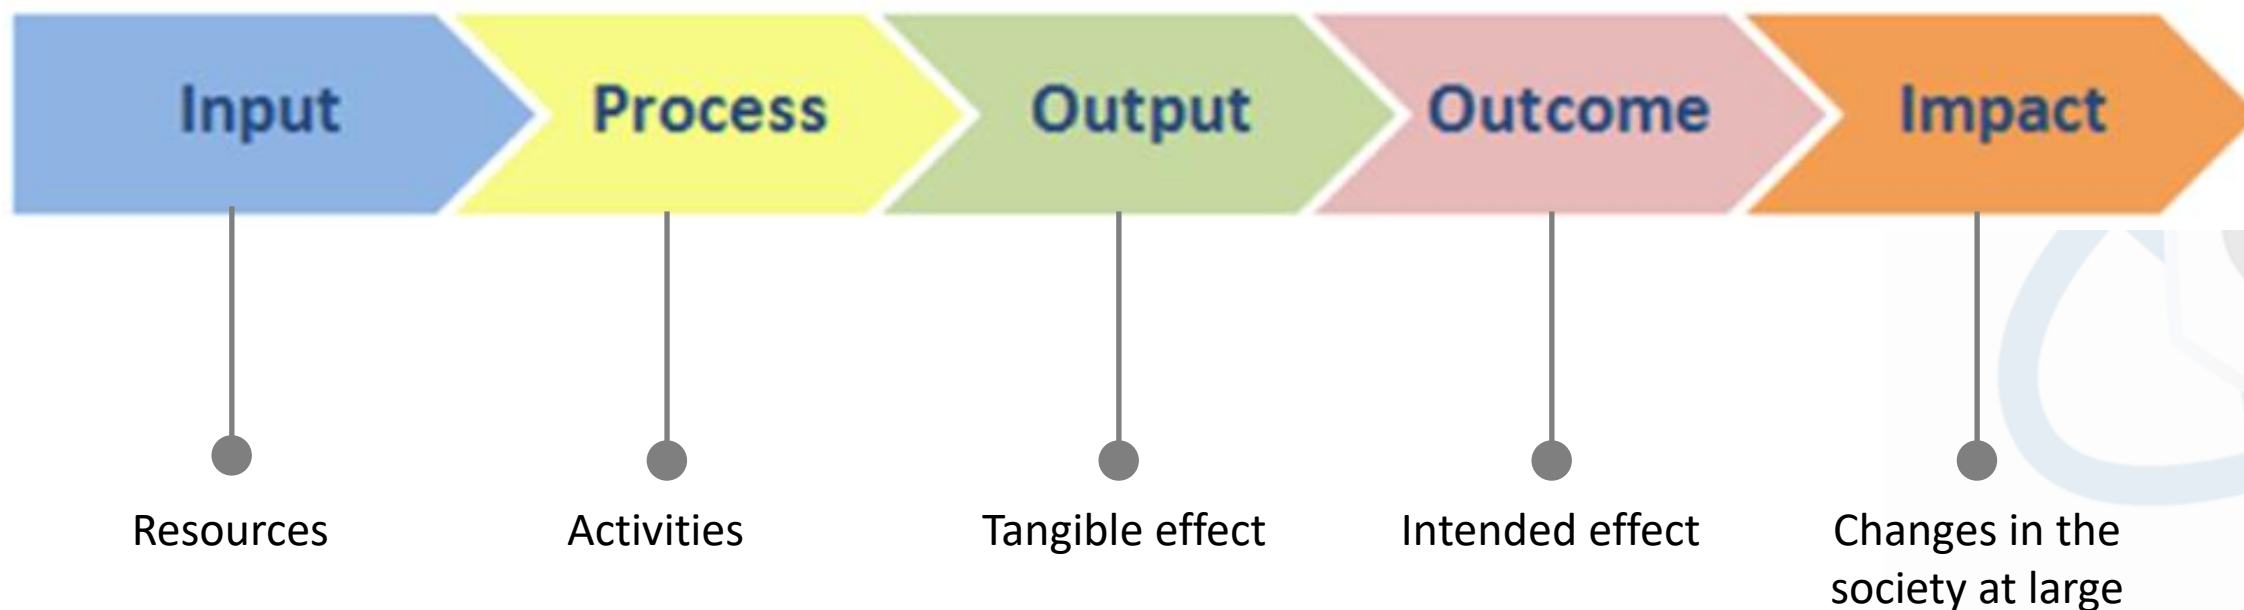 Input
Process
Output
Outcome
Impact
Resources
Activities
Tangible effect
Intended effect
Changes in the
society at large